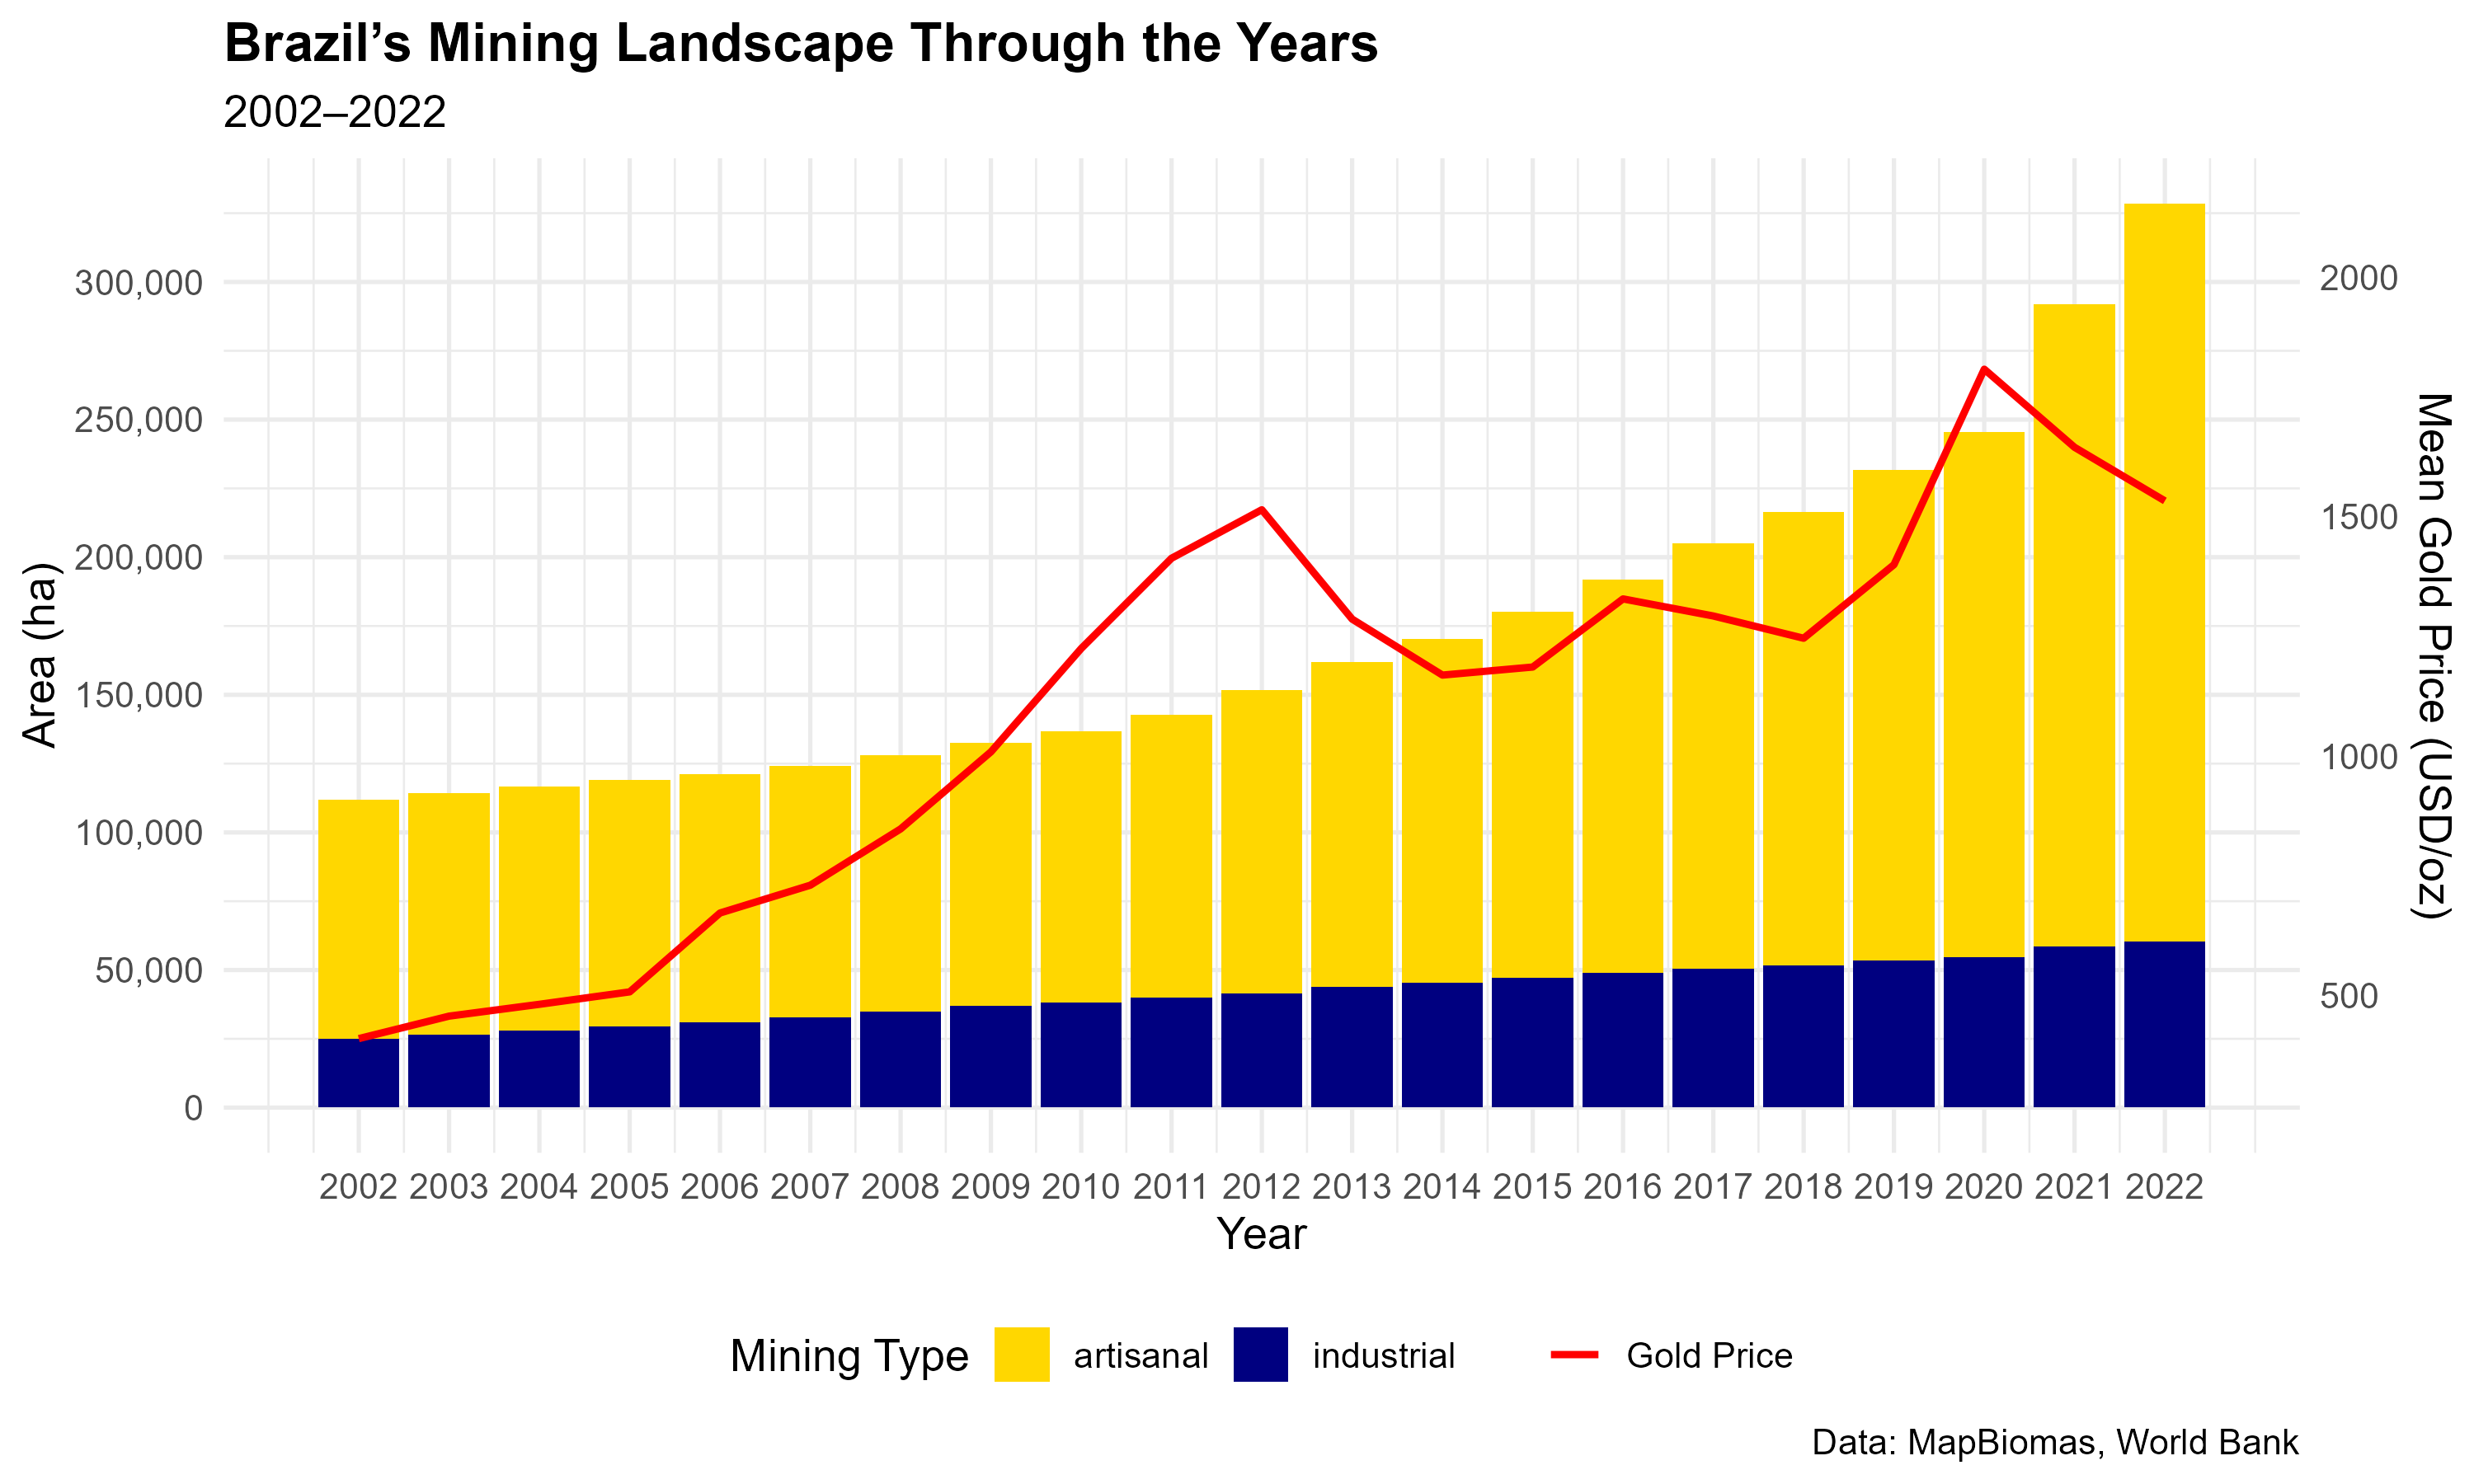 Brazil’s Mining Landscape Through the Years
2002–2022
300,000
250,000
200,000
150,000
100,000
50,000
0
Area (ha)
2000
1500
1000
500
Mean Gold Price (USD/oz)
2002 2003 2004 2005 2006 2007 2008 2009 2010 2011 2012 2013 2014 2015 2016 2017 2018 2019 2020 2021 2022
Year
Mining Type artisanal industrial Gold Price
Data: MapBiomas, World Bank